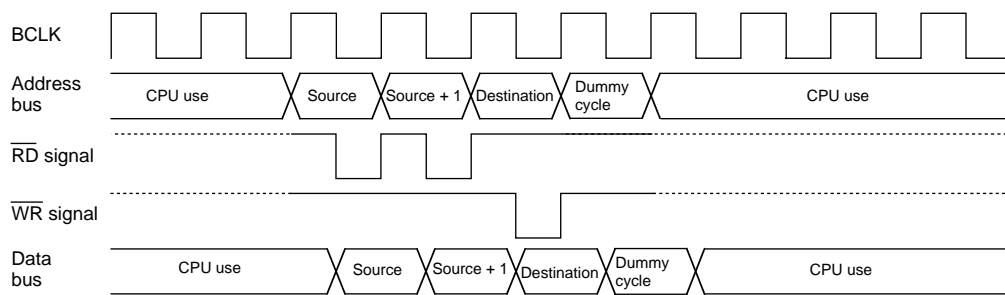 BCLK
Address
bus
CPU use
Source
Source + 1
Destination
Dummy
cycle
CPU use
RD signal
WR signal
Data
bus
CPU use
Source
Source + 1
Destination
Dummy
cycle
CPU use